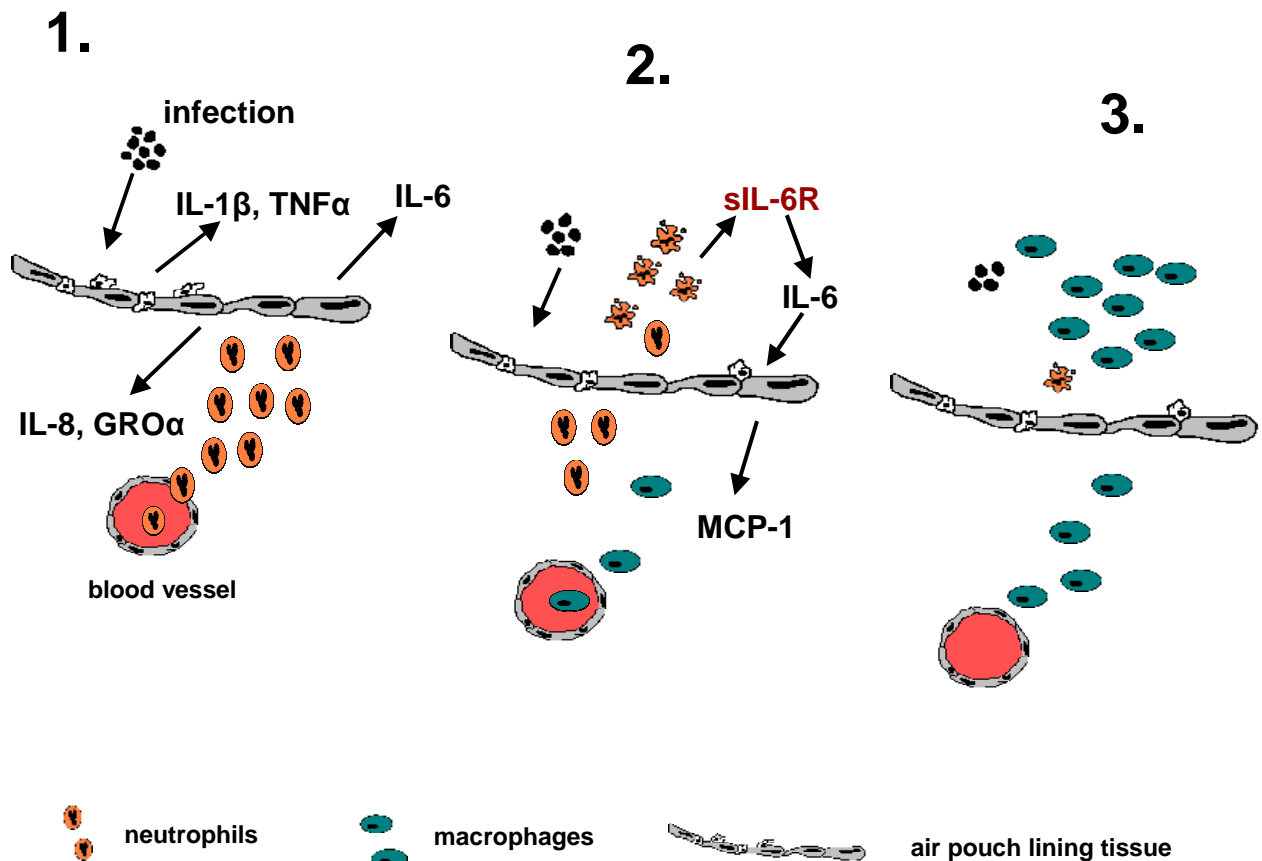 1.
infection
IL-1β, TNFα
IL-6
IL-8, GROα
blood vessel
2.
sIL-6R
IL-6
MCP-1
3.
neutrophils
macrophages
air pouch lining tissue